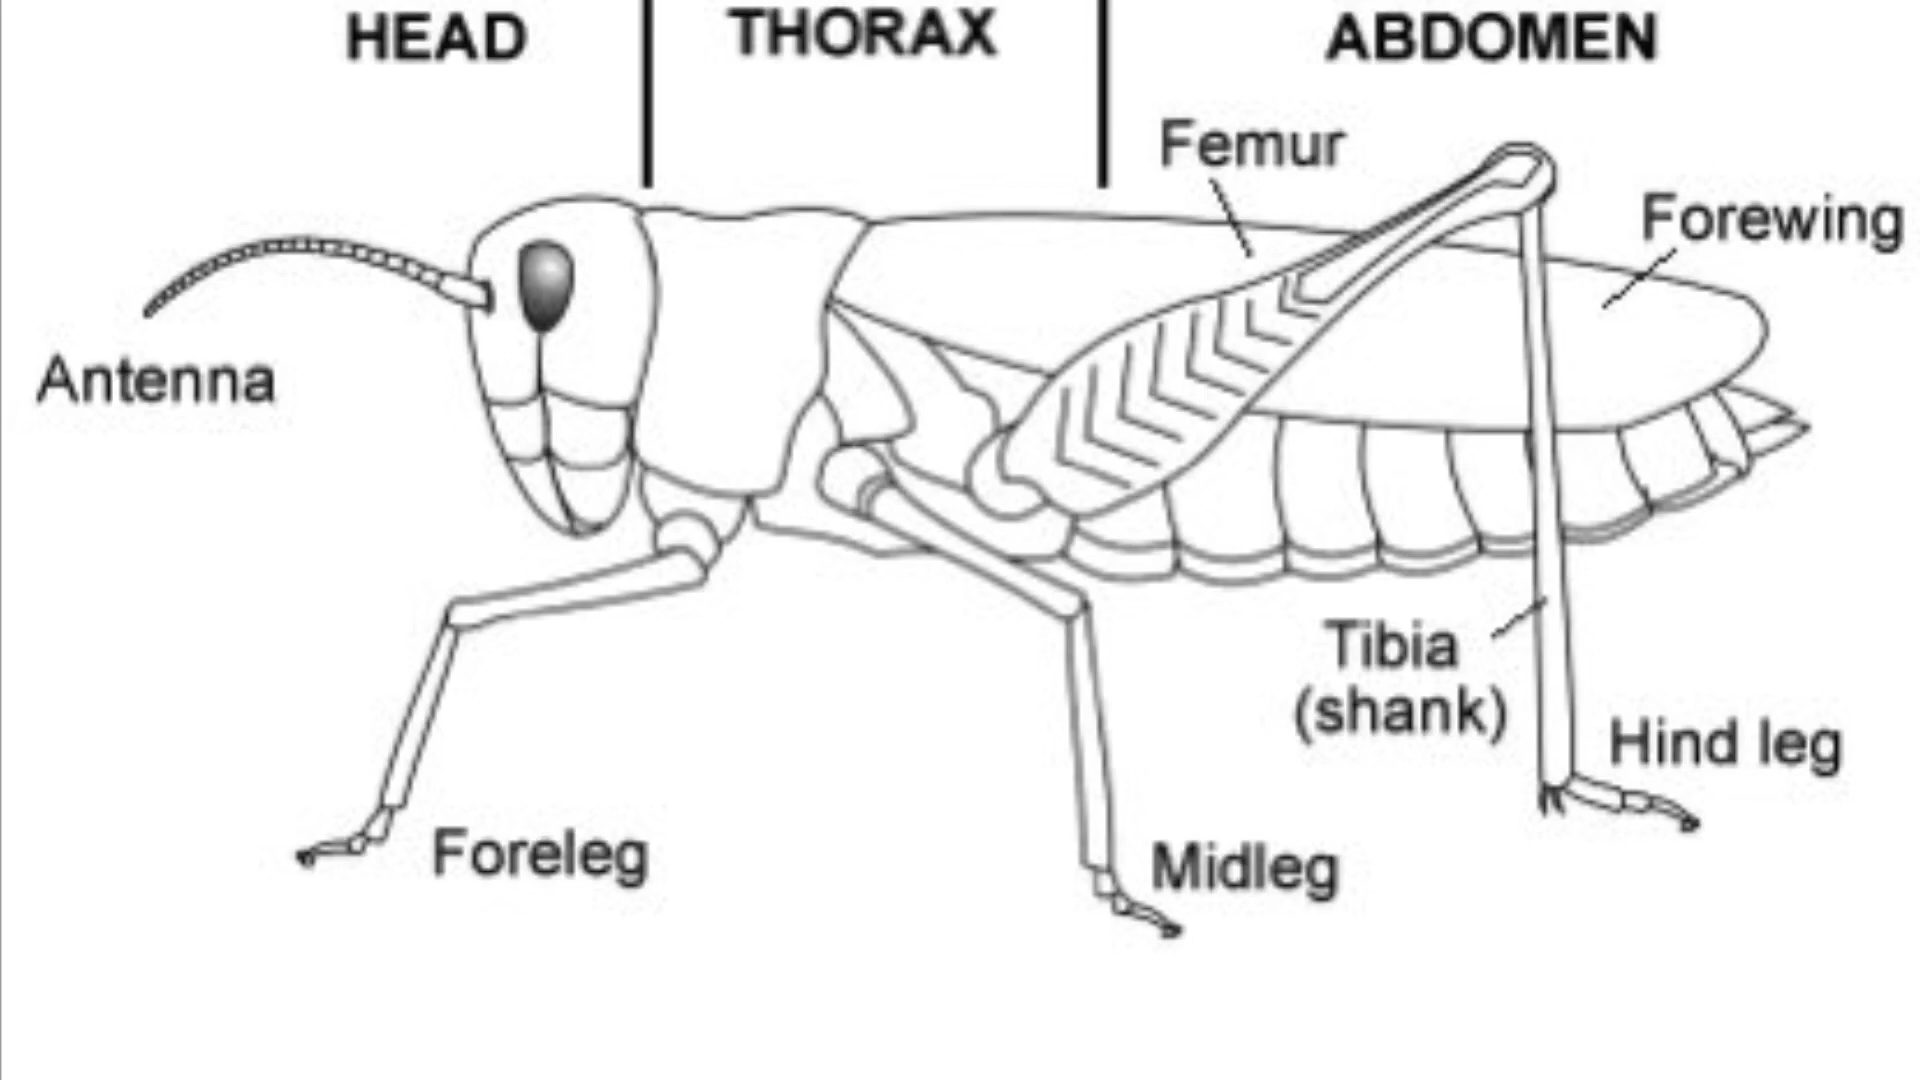 HEAD
THORAX
ABDOMEN
Femur
Forewing
Antenna
Tibia
(shank)
Hind leg
Foreleg
Midleg